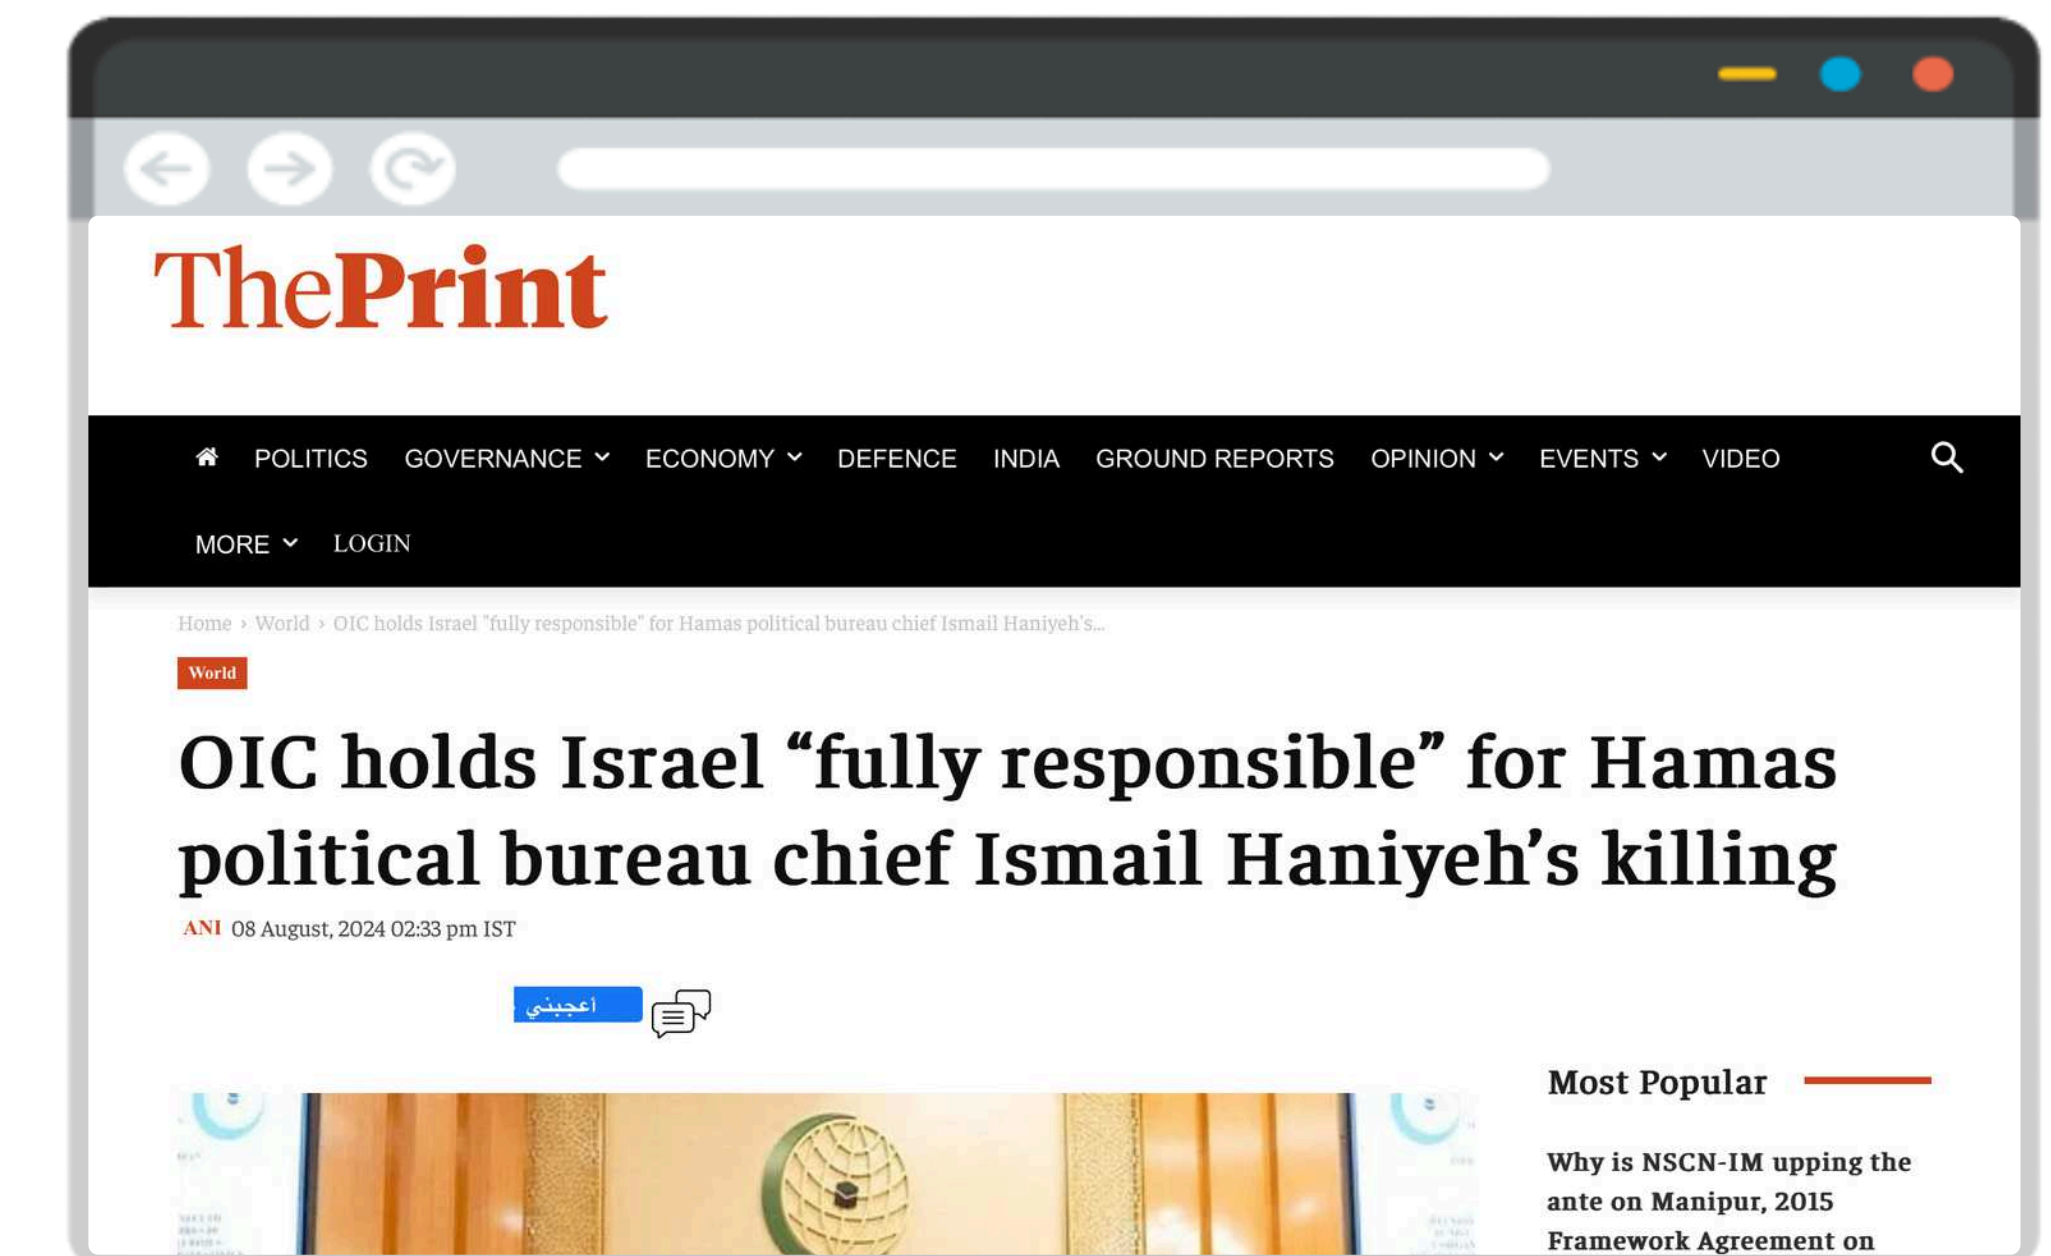 ThePrint
POLITICS GOVERNANCE ECONOMY DEFENCE INDIA GROUND REPORTS OPINION EVENTS VIDEO
MORE LOGIN
Home › World › OIC holds Israel "fully responsible" for Hamas political bureau chief Ismail Haniyeh's...
World
OIC holds Israel “fully responsible” for Hamas
political bureau chief Ismail Haniyeh’s killing
ANI 08 August, 2024 02:33 pm IST
أعجبني
Most Popular
Why is NSCN-IM upping the
ante on Manipur, 2015
Framework Agreement on